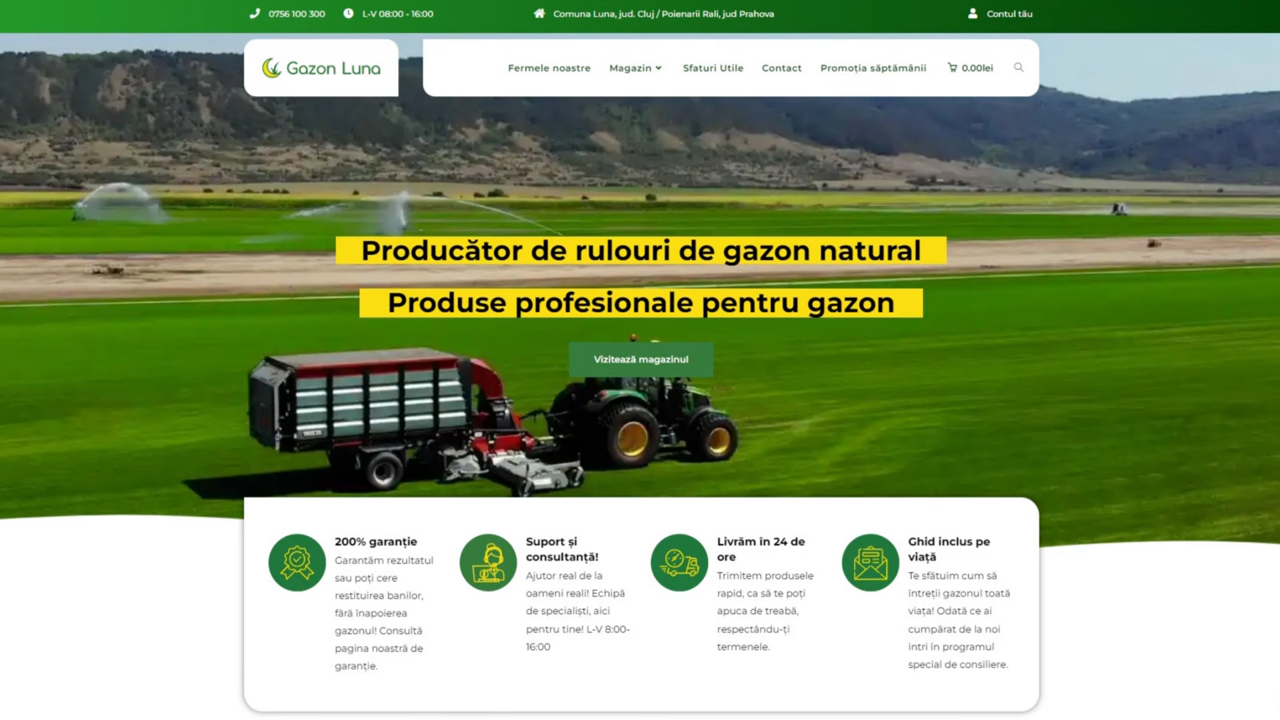 0756 100 300 L-V 08:00 - 16:00 Comuna Luna, jud. Cluj / Poienarii Rali, jud Prahova Contul tău
Gazon Luna Fermele noastre Magazin Sfaturi Utile Contact Promoția săptămânii 0.00lei
Producător de rulouri de gazon natural
Produse profesionale pentru gazon
Vizitează magazinul
200% garanție
Garantăm rezultatul
sau poți cere
restituirea banilor,
fără înapoierea
gazonul! Consultă
pagina noastră de
garanție.
Suport și
consultanță!
Ajutor real de la
oameni reali! Echipă
de specialiști, aici
pentru tine! L-V 8:00-
16:00
Livrăm în 24 de
ore
Trimitem produsele
rapid, ca să te poți
apuca de treabă,
respectându-ți
termenele.
Ghid inclus pe
viață
Te sfătuim cum să
întreții gazonul toată
viața! Odată ce ai
cumpărat de la noi
intri în programul
special de consiliere.